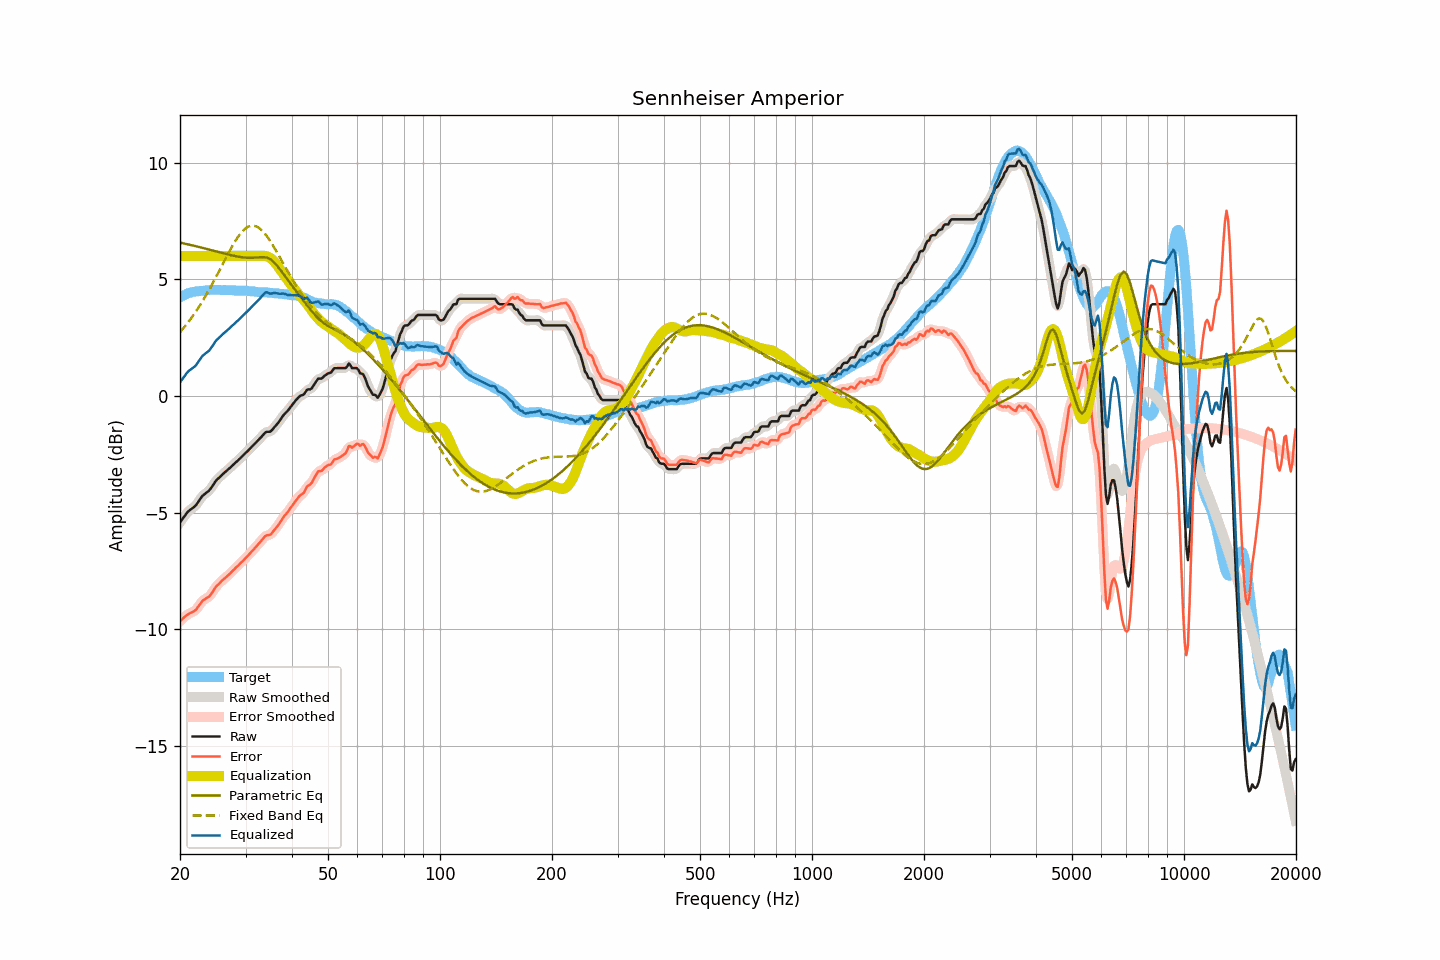 Sennheiser Amperior
Amplitude (dBr)
10
5
0
−5
−10
−15
Target
Raw Smoothed
Error Smoothed
Raw
Error
Equalization
Parametric Eq
Fixed Band Eq
Equalized
20 50 100 200 500 1000 2000 5000 10000 20000
Frequency (Hz)